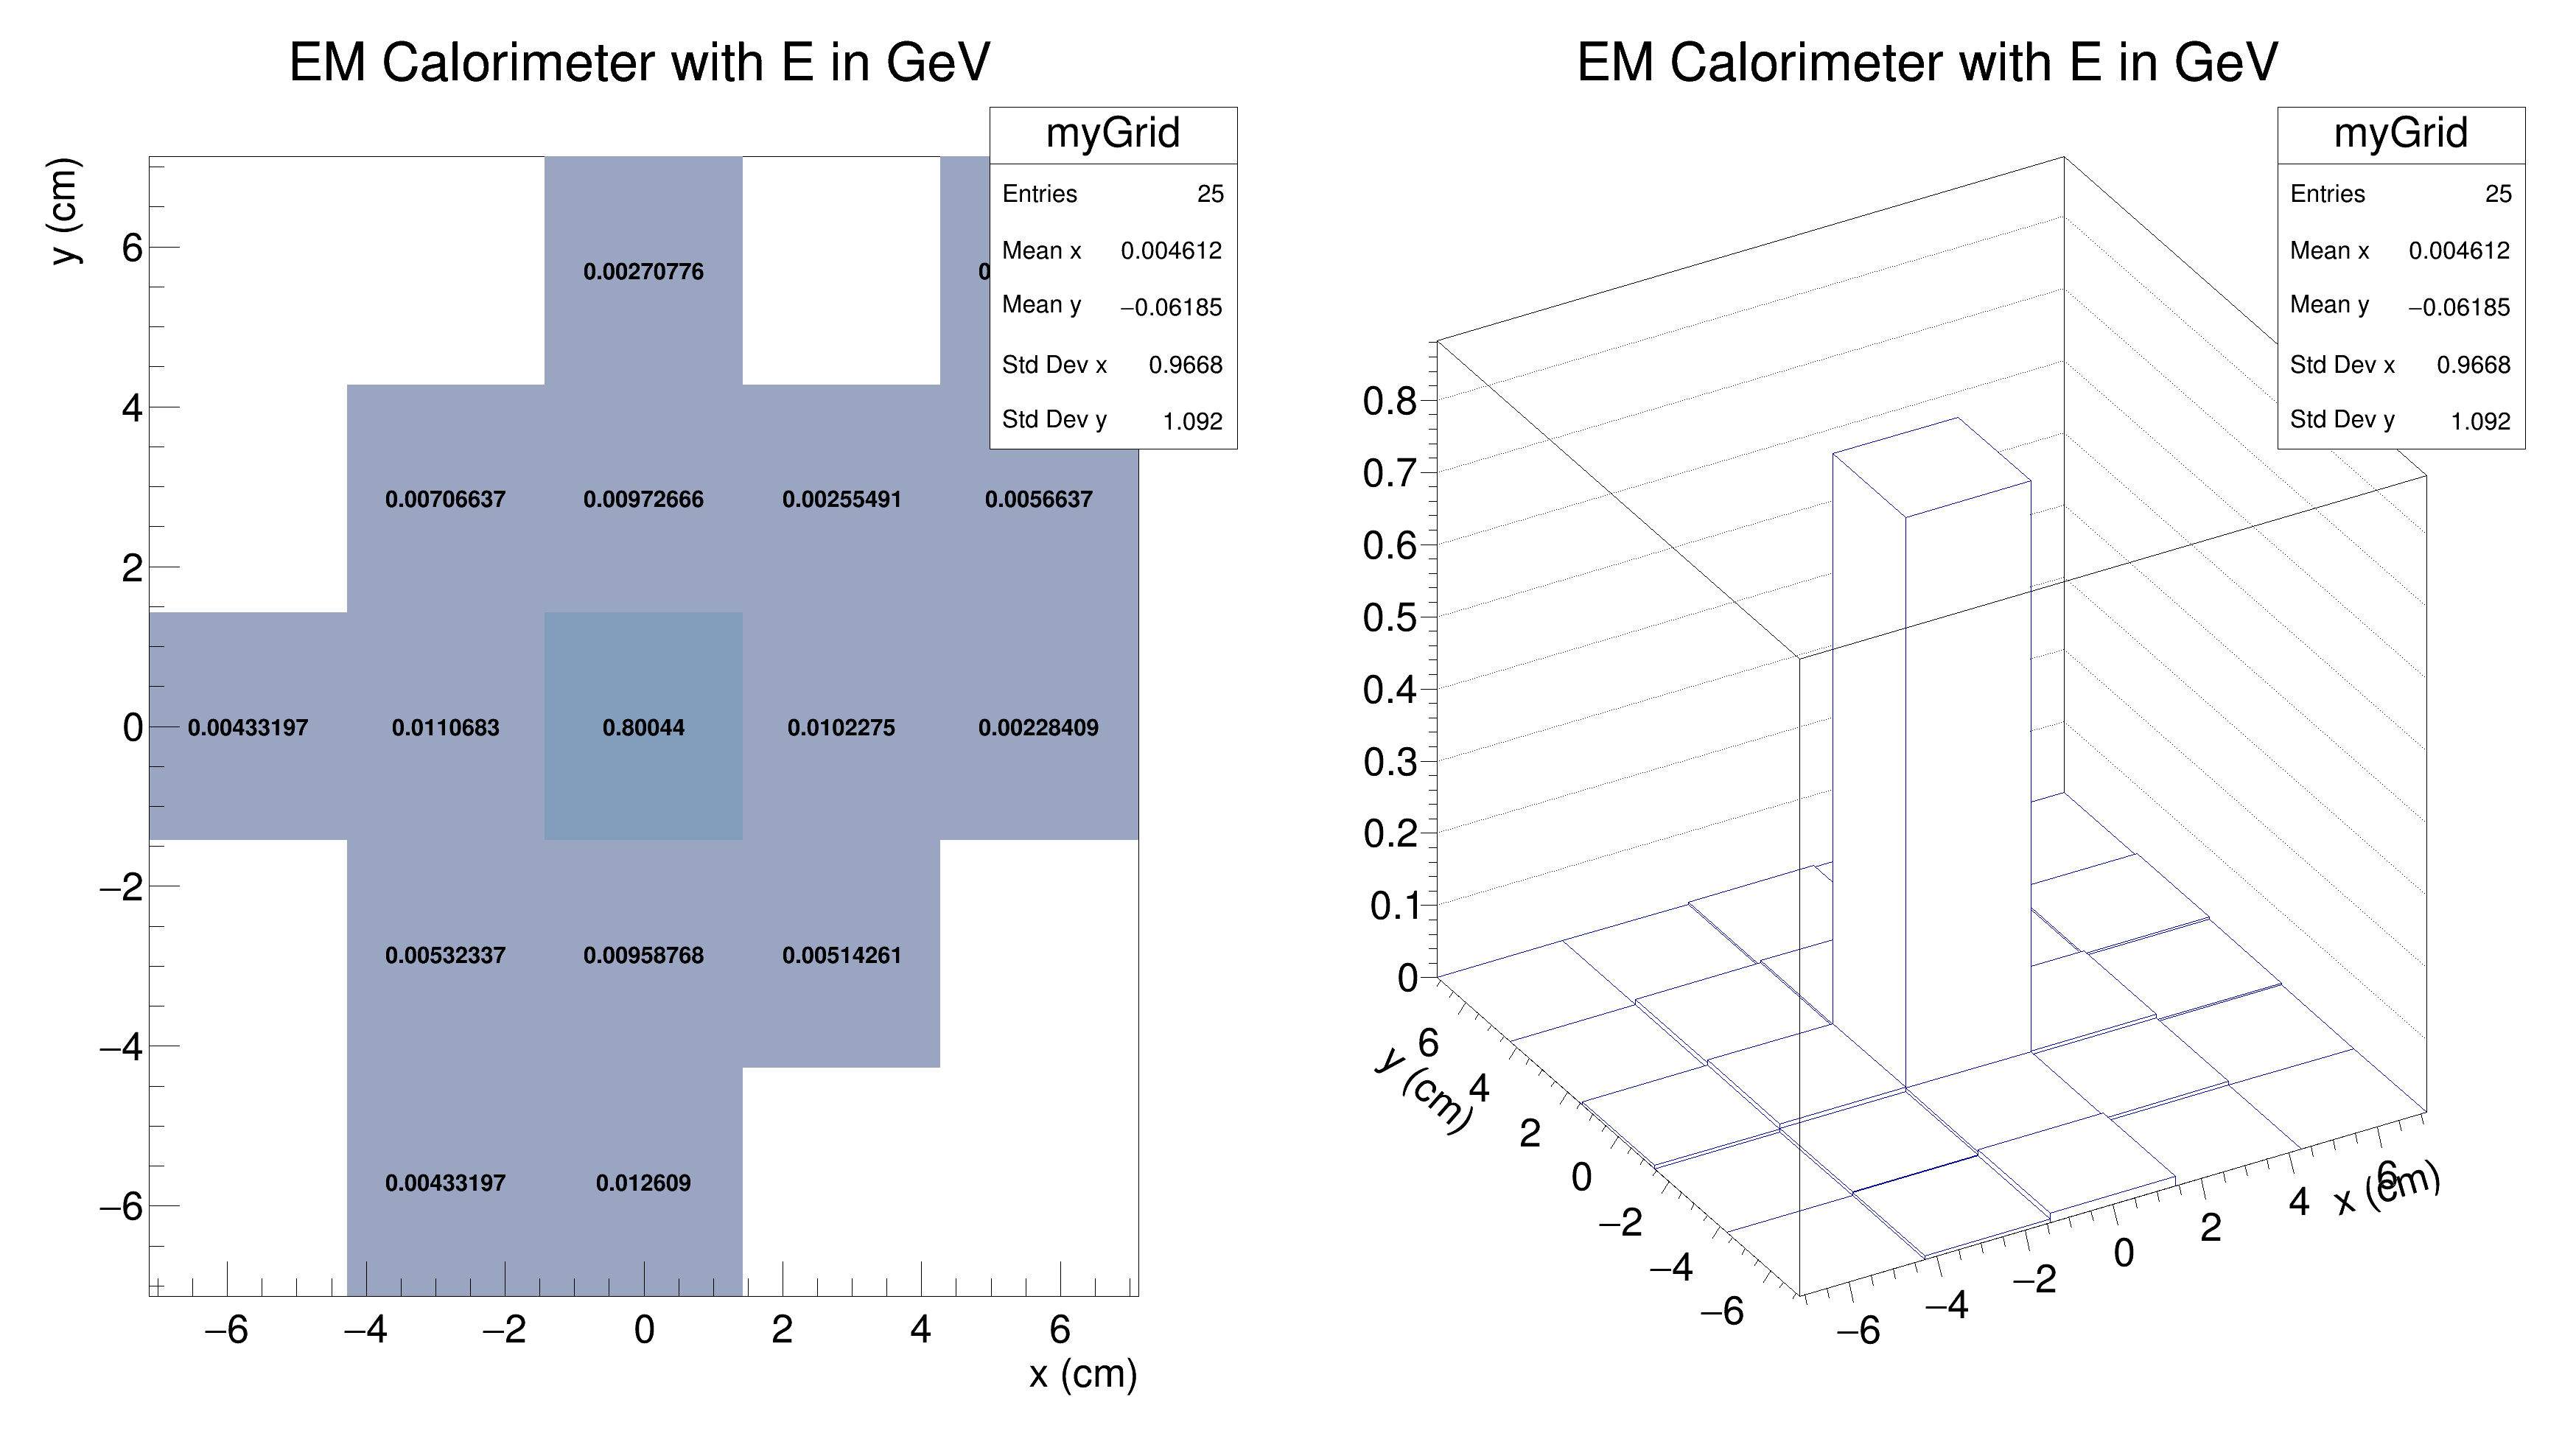 EM Calorimeter with E in GeV
myGrid
Entries 25
Mean x 0.004612
Mean y −0.06185
Std Dev x 0.9668
Std Dev y 1.092
y (cm)
6
4
2
0
−2
−4
−6
0.00270776
0.00706637 0.00972666 0.00255491 0.0056637
0.00433197 0.0110683 0.80044 0.0102275 0.00228409
0.00532337 0.00958768 0.00514261
0.00433197 0.012609
−6 −4 −2 0 2 4 6
x (cm)
EM Calorimeter with E in GeV
myGrid
Entries 25
Mean x 0.004612
Mean y −0.06185
Std Dev x 0.9668
Std Dev y 1.092
0.8
0.7
0.6
0.5
0.4
0.3
0.2
0.1
0
y (cm)
6
4
2
0
−2
−4
−6
−6 −4 −2 0 2 4 6
x (cm)